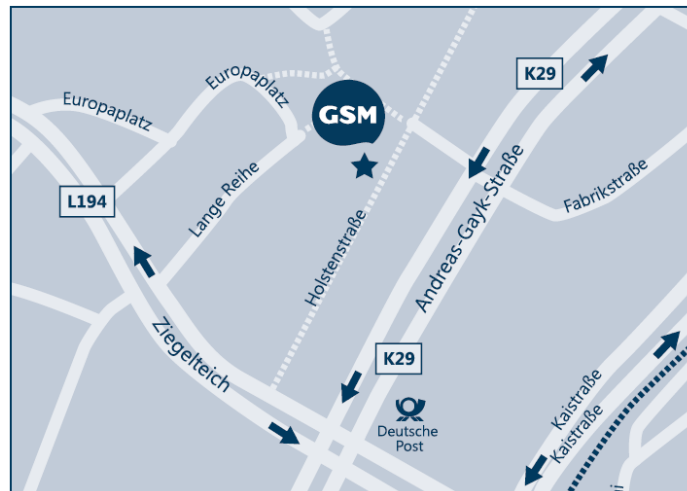 K29
Europaplatz
Europaplatz
GSM
Andreas-Gayk-Straße
L194
Lange Reihe
Fabrikstraße
Holstenstraße
Ziegelteich
K29
Kaistraße
Kaistraße
Deutsche
Post